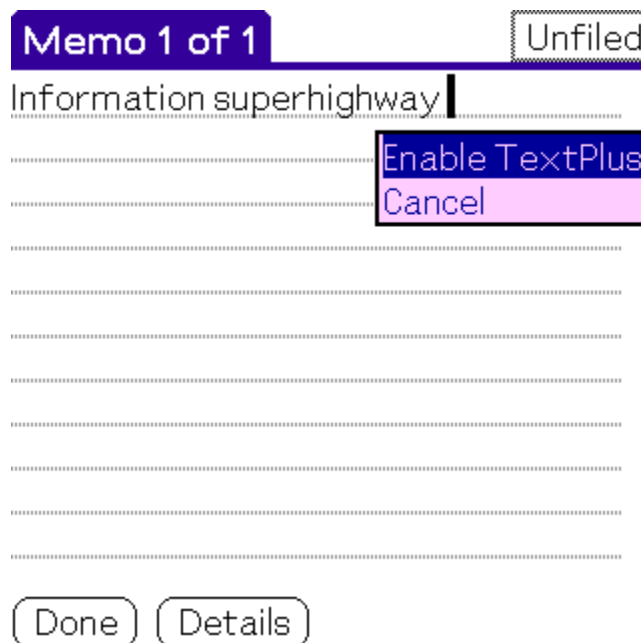 Memo 1 of 1
Unfiled
Information superhighway
Enable TextPlus
Cancel
Done
Details